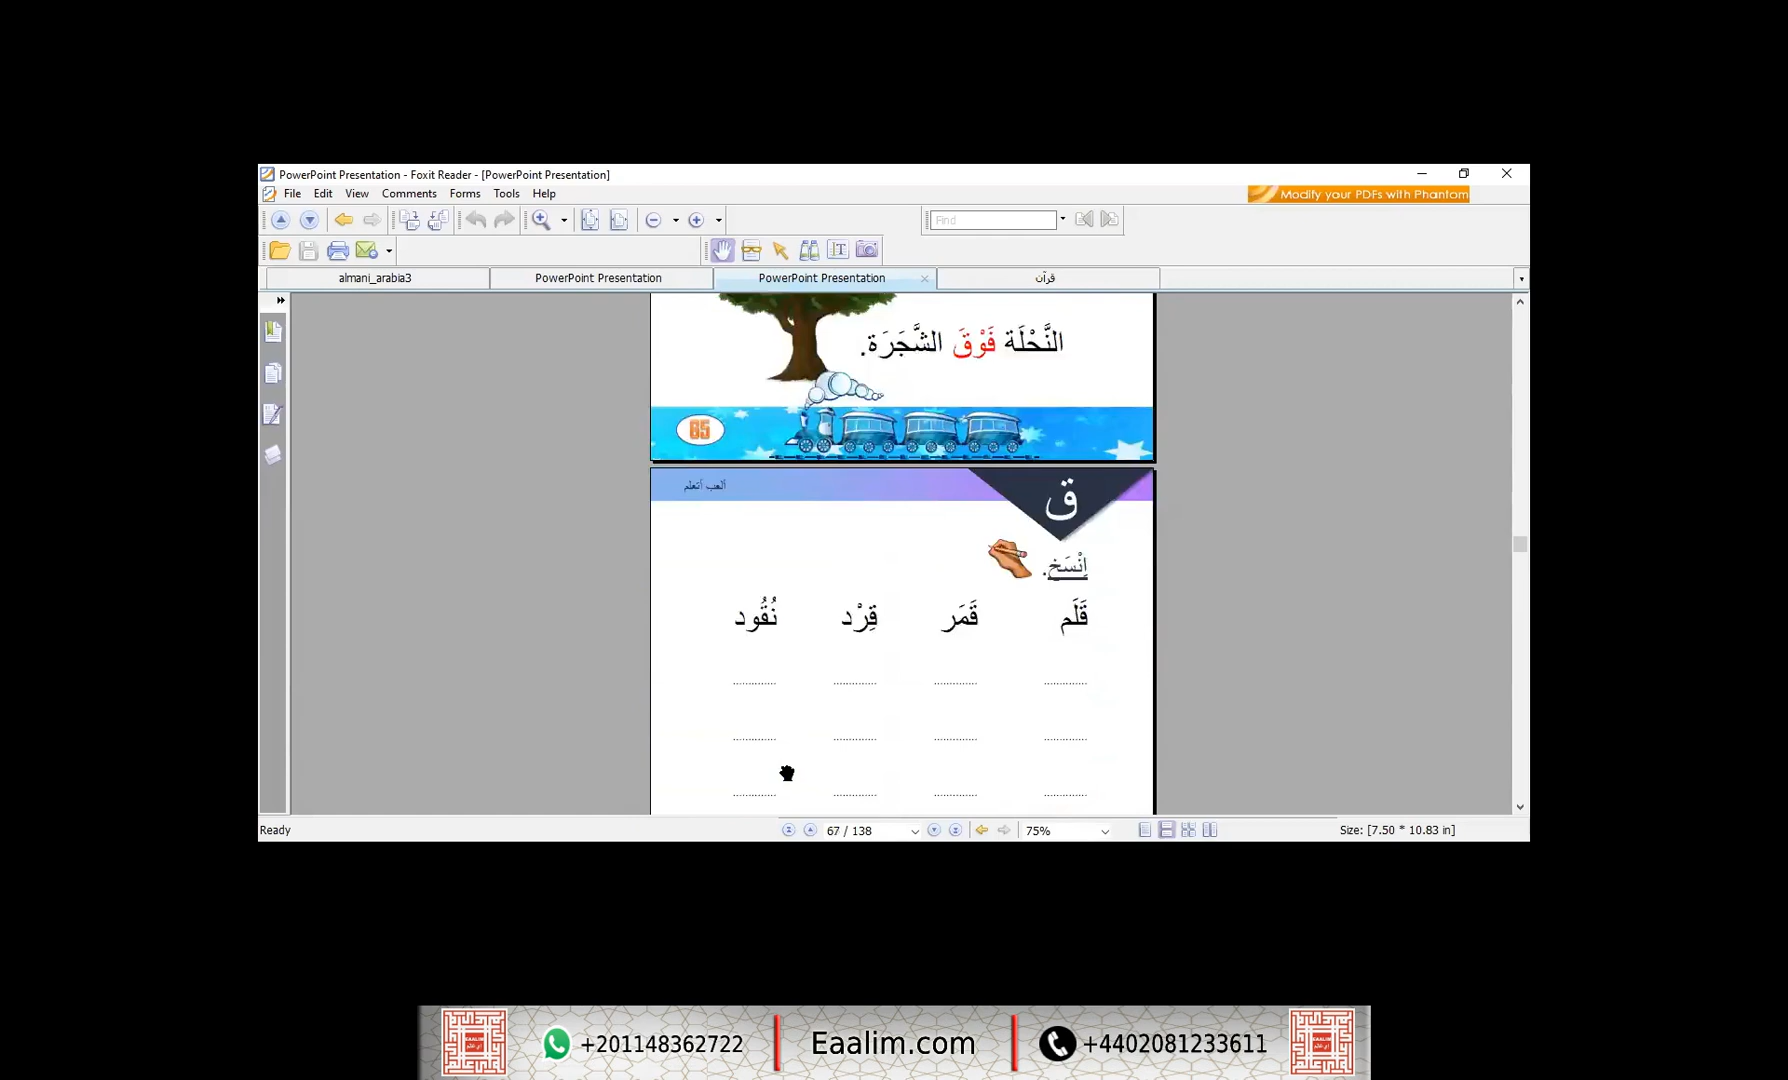 PowerPoint Presentation - Foxit Reader - [PowerPoint Presentation]
File Edit View Comments Forms Tools Help
Modify your PDFs with Phantom
Find
almani_arabia3 PowerPoint Presentation PowerPoint Presentation قرآن
النَّحْلَة فَوْقَ الشَّجَرَة.
65
ق
ألعب أتعلم
اِنْسَخ.
قَلَم قَمَر قِرْد نُقُود
............. ............. ............. .............
............. ............. ............. .............
............. ............. ............. .............
Ready 67 / 138 75% Size: [7.50 * 10.83 in]
+201148362722 Eaalim.com +4402081233611